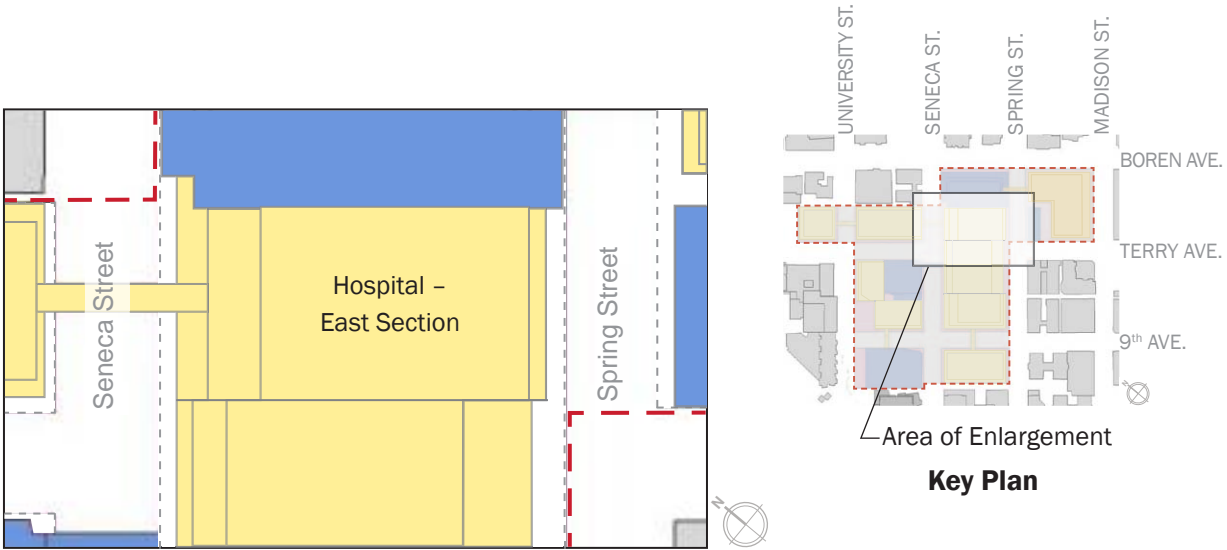 Seneca Street
Hospital –
East Section
Spring Street
N
UNIVERSITY ST.
SENECA ST.
SPRING ST.
MADISON ST.
BOREN AVE.
TERRY AVE.
9th AVE.
N
Area of Enlargement
Key Plan